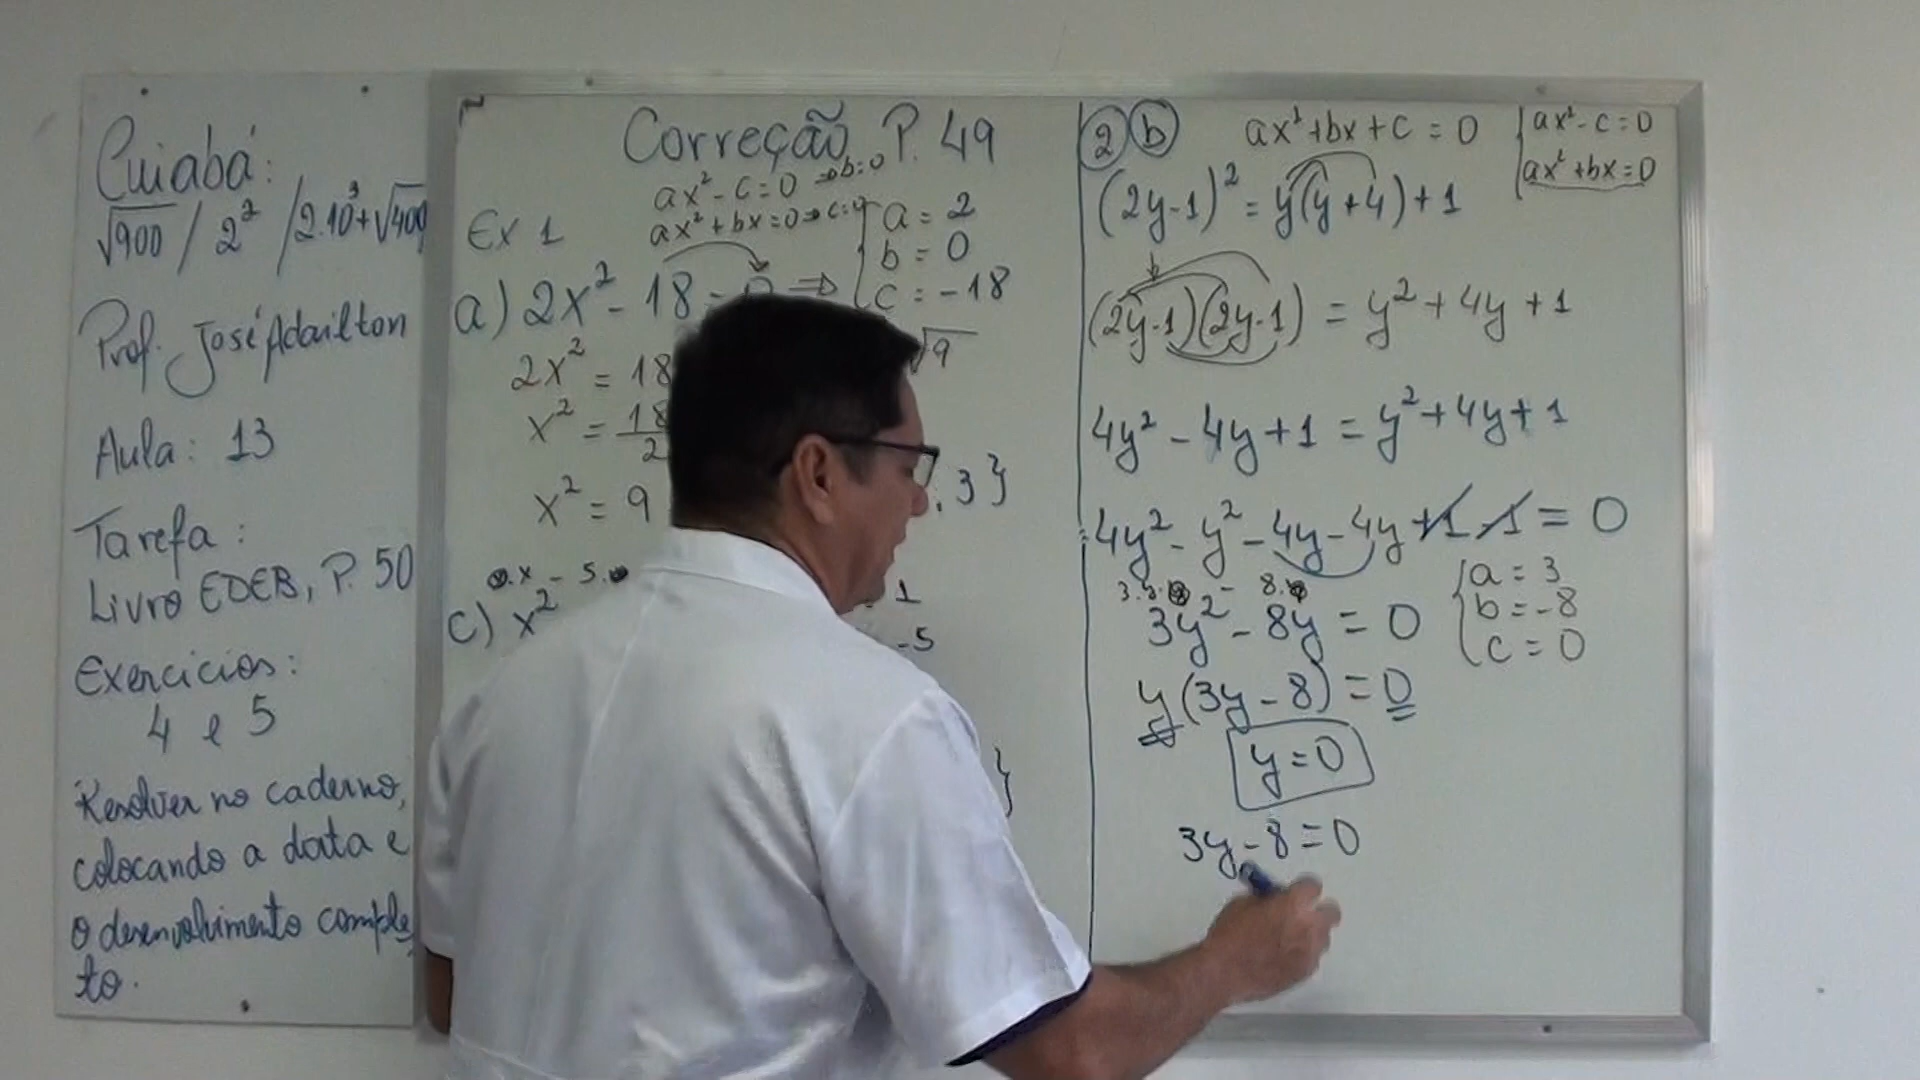 Cuiabá:
√900 / 2² / 2.10³+√400
Prof. José Adailton
Aula: 13
Tarefa:
Livro EDEB, P. 50
Exercícios:
4 e 5
Resolver no caderno,
colocando a data e
o desenvolvimento comple
to.
Correção P. 49
ax² - c = 0 → b=0
ax² + bx = 0 → c=0
Ex 1
a = 2
b = 0
c = -18
a) 2x² - 18 = 0 ⇒
2x² = 18
√9
x² = 18/2
x² = 9
3}
x - 5.
c) x²
1
-5
}
2 b ax² + bx + c = 0
ax² - c = 0
ax² + bx = 0
(2y-1)² = y(y+4)+1
(2y-1)(2y-1) = y² + 4y + 1
4y² - 4y + 1 = y² + 4y + 1
4y² - y² - 4y - 4y + 1 - 1 = 0
a = 3
b = -8
c = 0
3y² - 8y = 0
y(3y - 8) = 0
y = 0
3y - 8 = 0